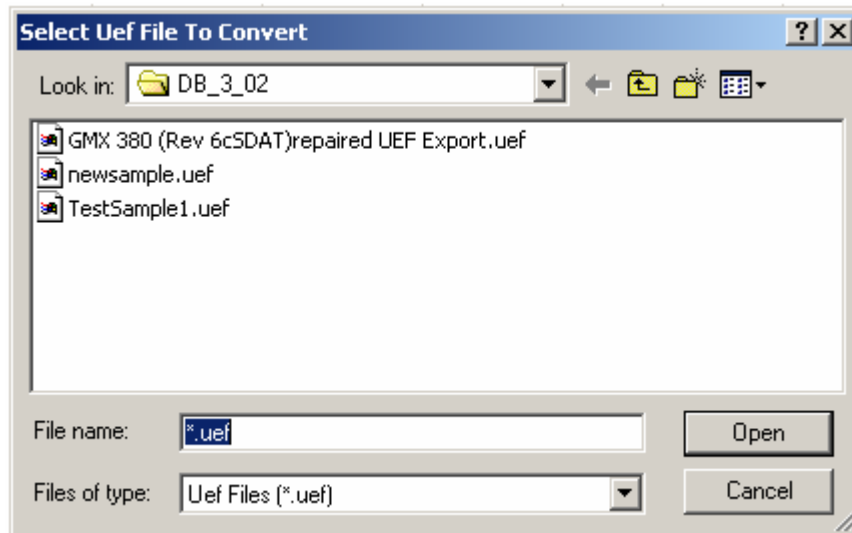 Select Uef File To Convert
Look in: DB_3_02
GMX 380 (Rev 6cSDAT)repaired UEF Export.uef
newsample.uef
TestSample1.uef
File name: *.uef Open
Files of type: Uef Files (*.uef) Cancel